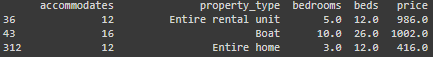 accommodates property_type bedrooms beds price
36 12 Entire rental unit 5.0 12.0 986.0
43 16 Boat 10.0 26.0 1002.0
312 12 Entire home 3.0 12.0 416.0